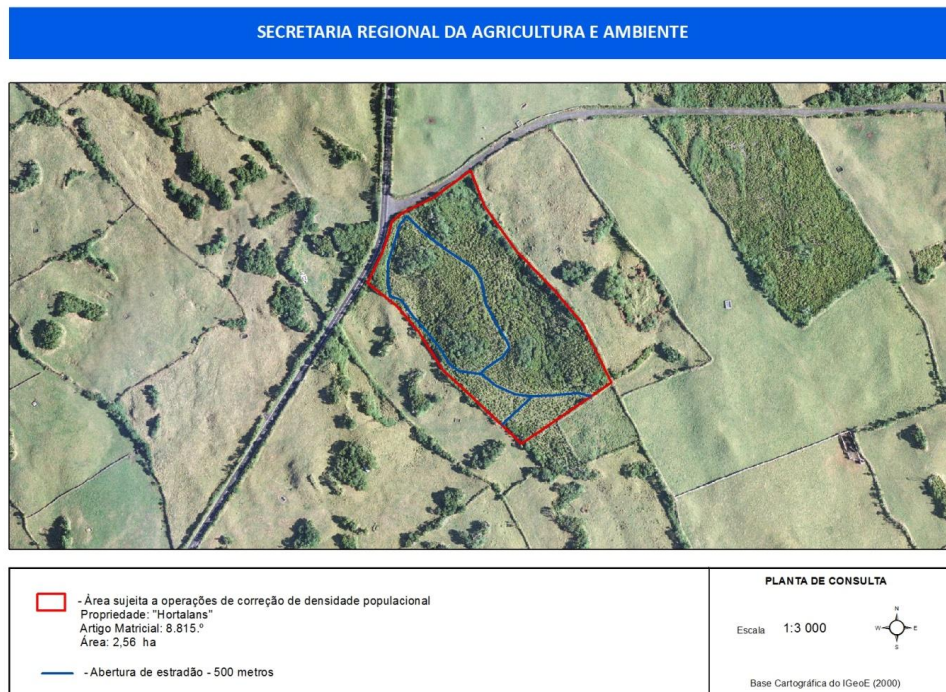 SECRETARIA REGIONAL DA AGRICULTURA E AMBIENTE
- Área sujeita a operações de correção de densidade populacional
Propriedade: "Hortalans"
Artigo Matricial: 8.815.º
Área: 2,56 ha
- Abertura de estradão - 500 metros
PLANTA DE CONSULTA
Escala 1:3 000
N
W E
S
Base Cartográfica do IGeoE (2000)